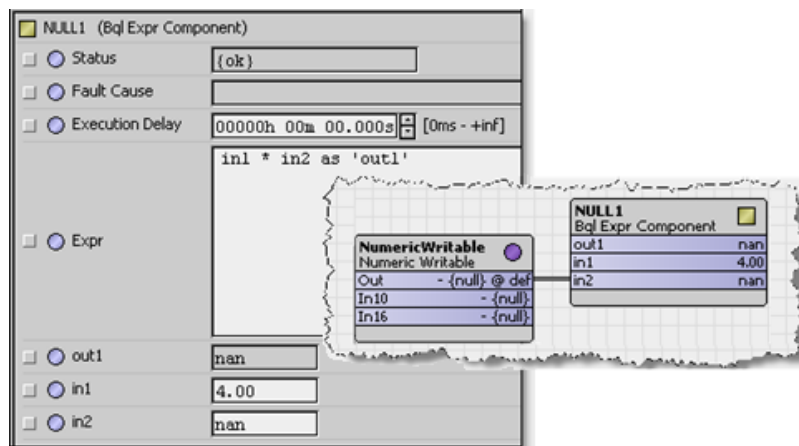 NULL1 (Bql Expr Component)
Status {ok}
Fault Cause
Execution Delay 00000h 00m 00.000s [0ms - +inf]
Expr
in1 * in2 as 'out1'
out1 nan
in1 4.00
in2 nan
NumericWritable
Numeric Writable
Out - {null} @ def
In10 - {null}
In16 - {null}
NULL1
Bql Expr Component
out1 nan
in1 4.00
in2 nan